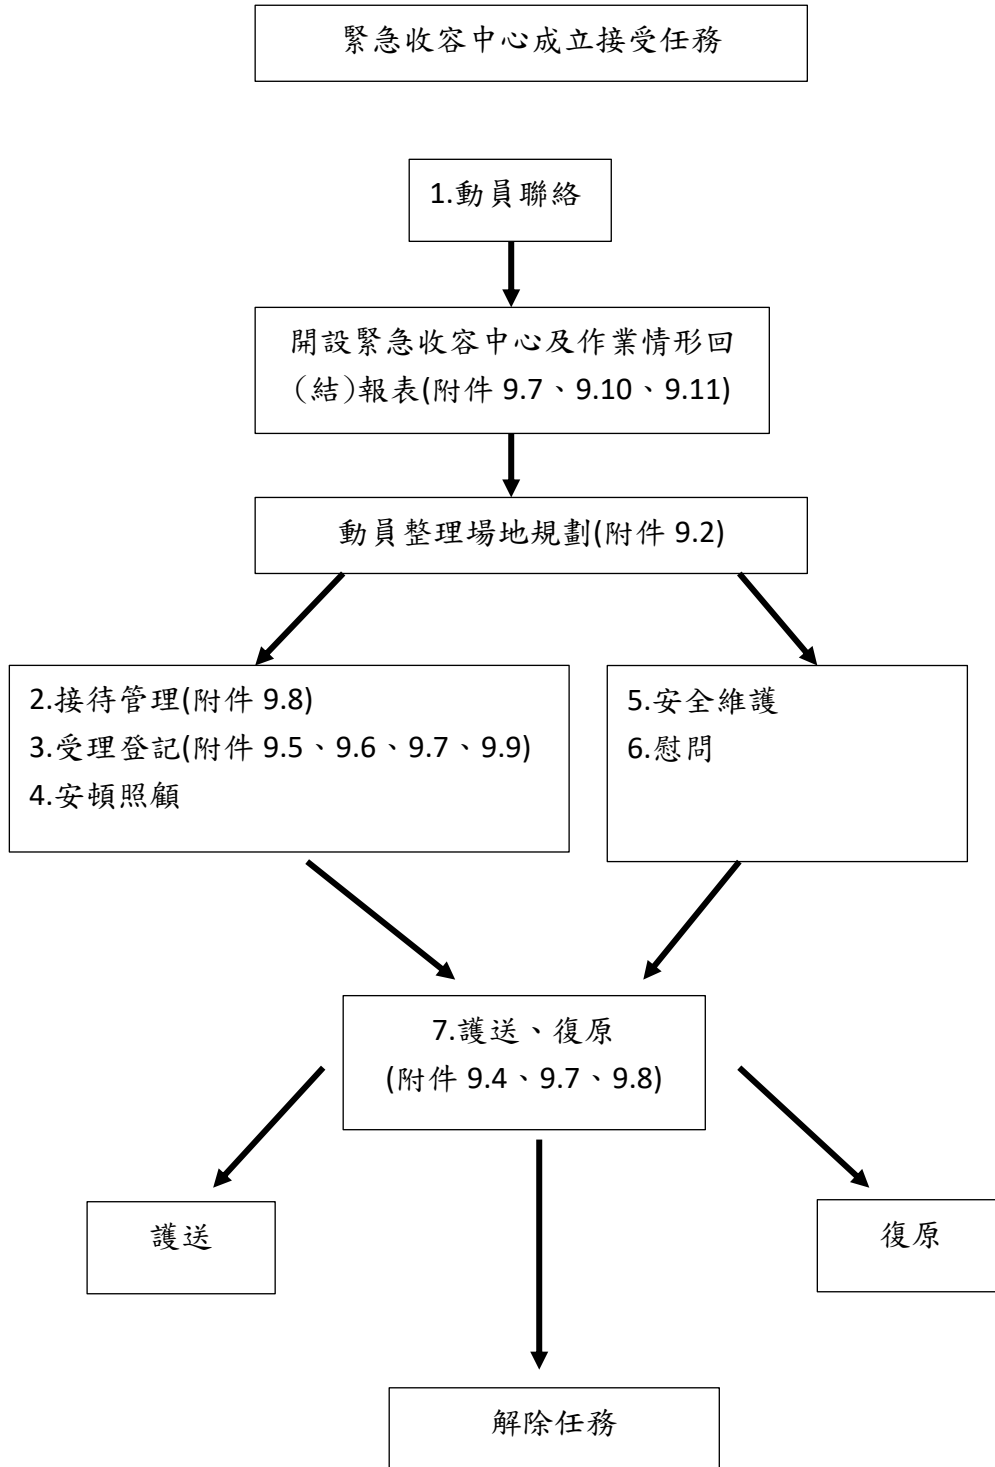 緊急收容中心成立接受任務
1.動員聯絡
開設緊急收容中心及作業情形回
(結)報表(附件 9.7、9.10、9.11)
動員整理場地規劃(附件 9.2)
2.接待管理(附件 9.8)
3.受理登記(附件 9.5、9.6、9.7、9.9)
4.安頓照顧
5.安全維護
6.慰問
7.護送、復原
(附件 9.4、9.7、9.8)
護送
復原
解除任務